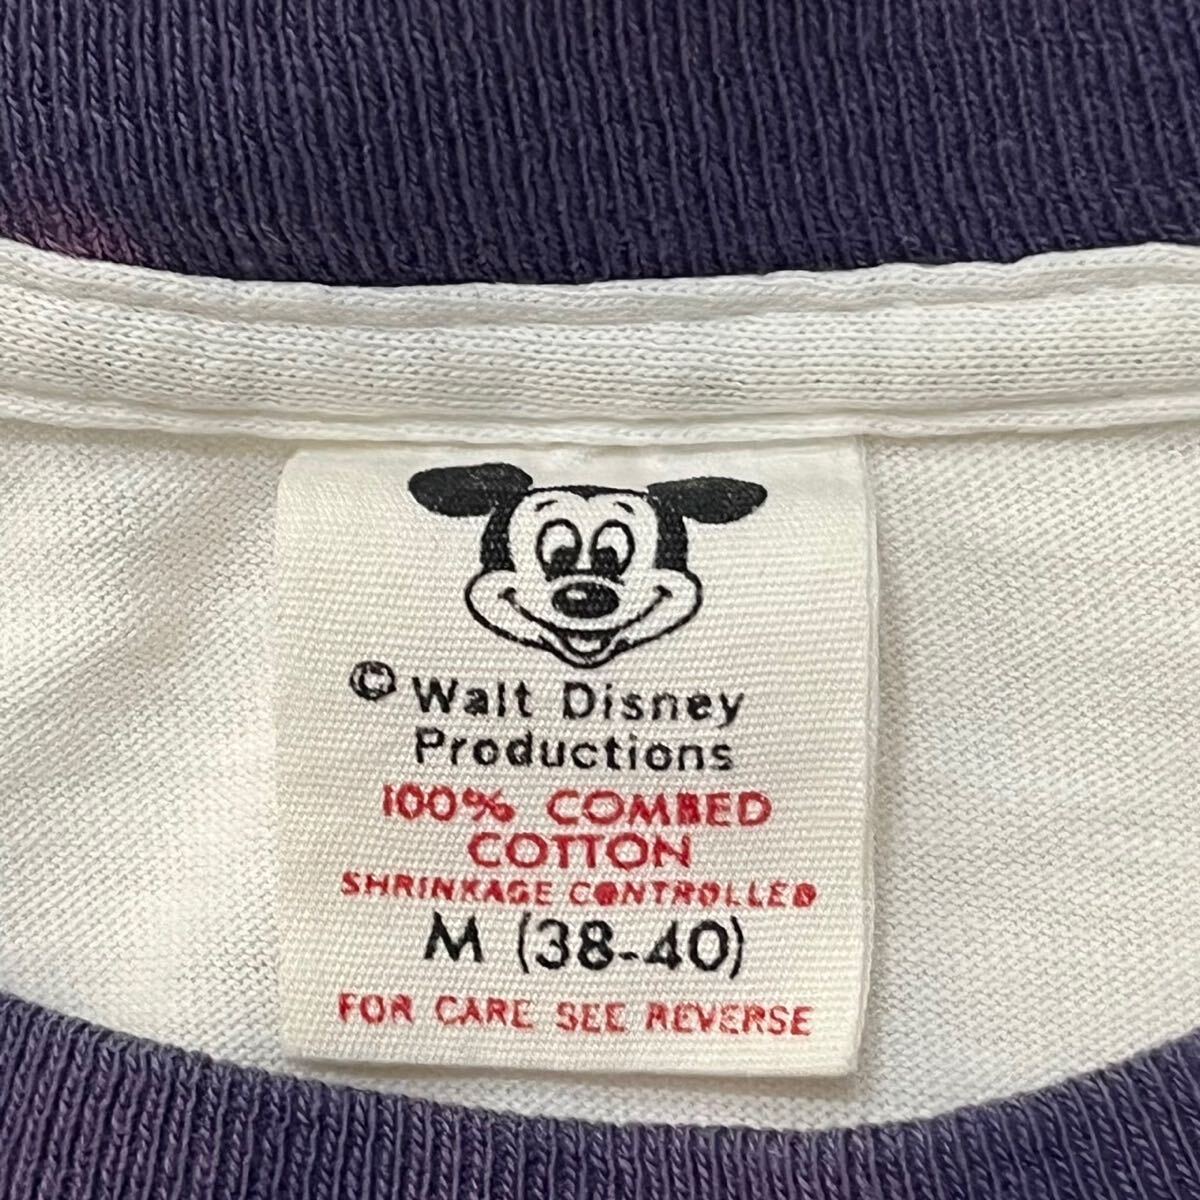 © Walt Disney
Productions
100% COMBED
COTTON
SHRINKAGE CONTROLLED
M (38-40)
FOR CARE SEE REVERSE